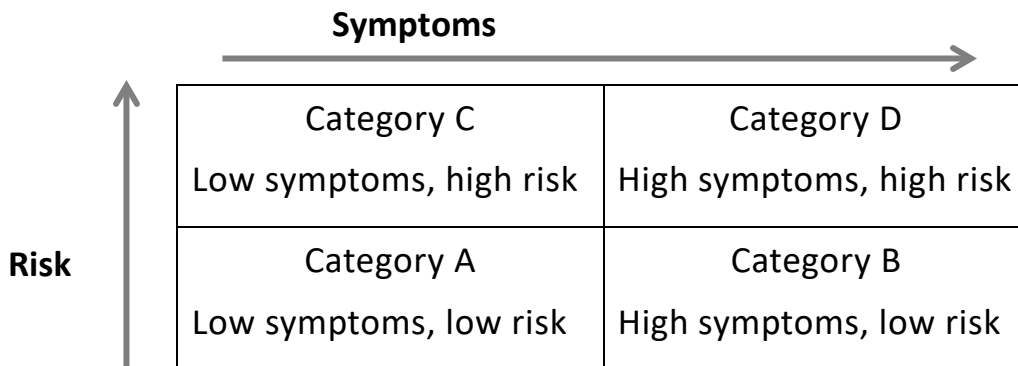 Symptoms
Category C
Category D
Low symptoms, high risk
High symptoms, high risk
Risk
Category A
Category B
Low symptoms, low risk
High symptoms, low risk